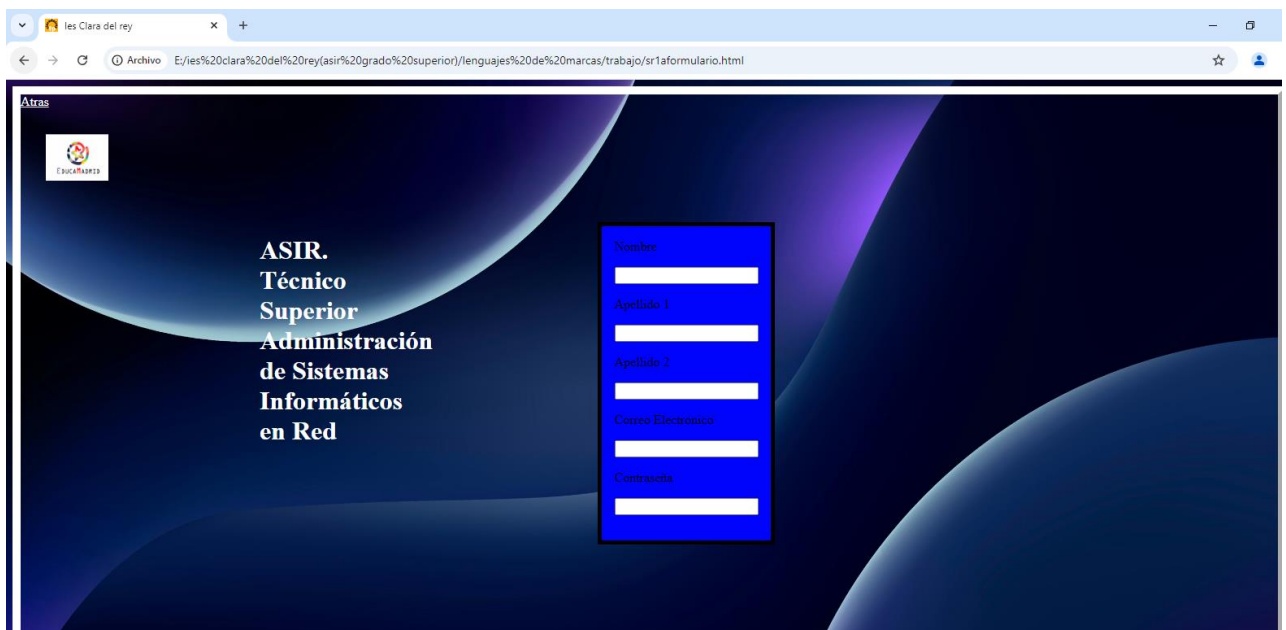 Ies Clara del rey
Archivo E:/ies%20clara%20del%20rey(asir%20grado%20superior)/lenguajes%20de%20marcas/trabajo/sr1aformulario.html
Atras
EDUCAMADRID
ASIR.
Técnico
Superior
Administración
de Sistemas
Informáticos
en Red
Nombre
Apellido 1
Apellido 2
Correo Electronico
Contraseña